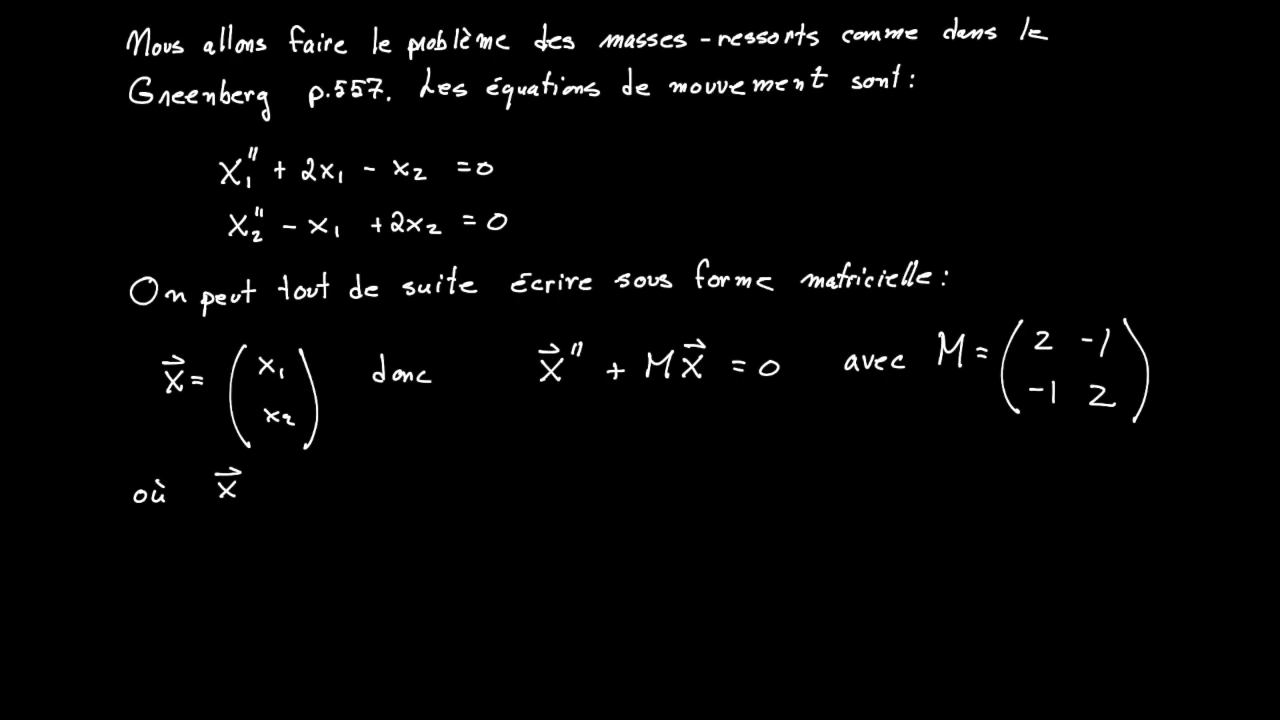 Nous allons faire le problème des masses-ressorts comme dans le
Greenberg p.557. Les équations de mouvement sont :
x₁'' + 2x₁ - x₂ = 0
x₂'' - x₁ + 2x₂ = 0
On peut tout de suite écrire sous forme matricielle :
x⃗ = (x₁ x₂) donc x⃗'' + Mx⃗ = 0 avec M = (2 -1 -1 2)
où x⃗